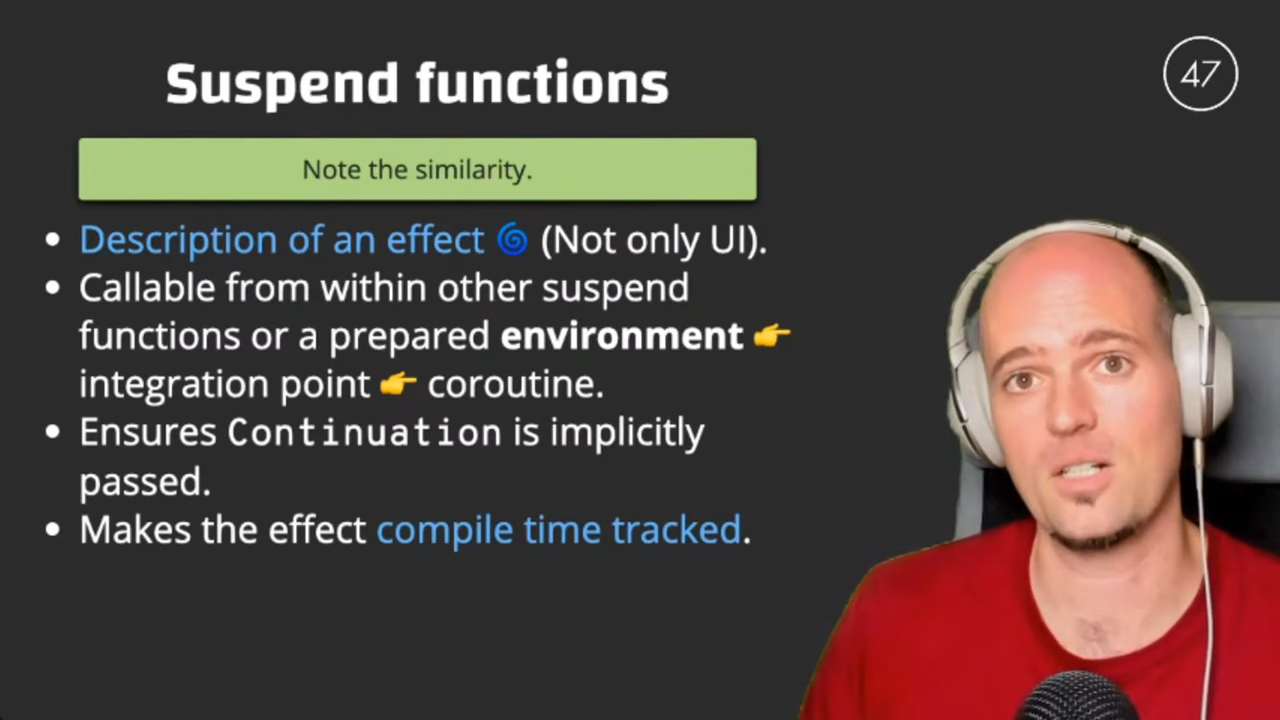 Suspend functions
47
Note the similarity.
• Description of an effect 🌀 (Not only UI).
• Callable from within other suspend
functions or a prepared environment 👉
integration point 👉 coroutine.
• Ensures Continuation is implicitly
passed.
• Makes the effect compile time tracked.